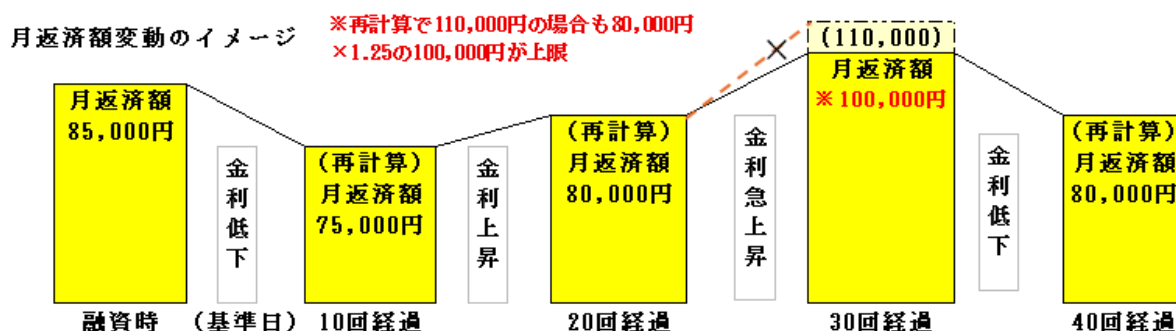 月返済額変動のイメージ
※再計算で110,000円の場合も80,000円
×1.25の100,000円が上限
月返済額
85,000円
金利低下
(再計算)
月返済額
75,000円
金利上昇
(再計算)
月返済額
80,000円
金利急上昇
(110,000)
月返済額
※100,000円
金利低下
(再計算)
月返済額
80,000円
融資時
(基準日)
10回経過
20回経過
30回経過
40回経過